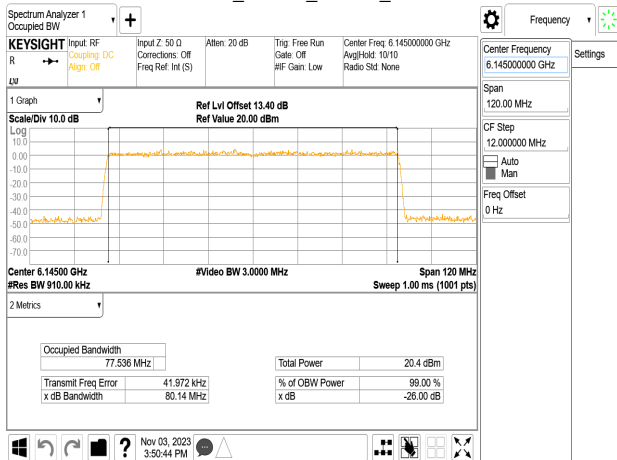 Spectrum Analyzer 1
Occupied BW
Frequency
KEYSIGHT
R
LXI
Input: RF
Coupling: DC
Align: Off
Input Z: 50 Ω
Corrections: Off
Freq Ref: Int (S)
Atten: 20 dB
Trig: Free Run
Gate: Off
#IF Gain: Low
Center Freq: 6.145000000 GHz
Avg|Hold: 10/10
Radio Std: None
Center Frequency
6.145000000 GHz
Settings
Span
120.00 MHz
CF Step
12.000000 MHz
Auto
Man
Freq Offset
0 Hz
1 Graph
Scale/Div 10.0 dB
Ref Lvl Offset 13.40 dB
Ref Value 20.00 dBm
Log
10.0
0.00
-10.0
-20.0
-30.0
-40.0
-50.0
-60.0
-70.0
Center 6.14500 GHz
#Video BW 3.0000 MHz
Span 120 MHz
#Res BW 910.00 kHz
Sweep 1.00 ms (1001 pts)
2 Metrics
Occupied Bandwidth
77.536 MHz
Total Power 20.4 dBm
Transmit Freq Error 41.972 kHz
% of OBW Power 99.00 %
x dB Bandwidth 80.14 MHz
x dB -26.00 dB
?
Nov 03, 2023
3:50:44 PM